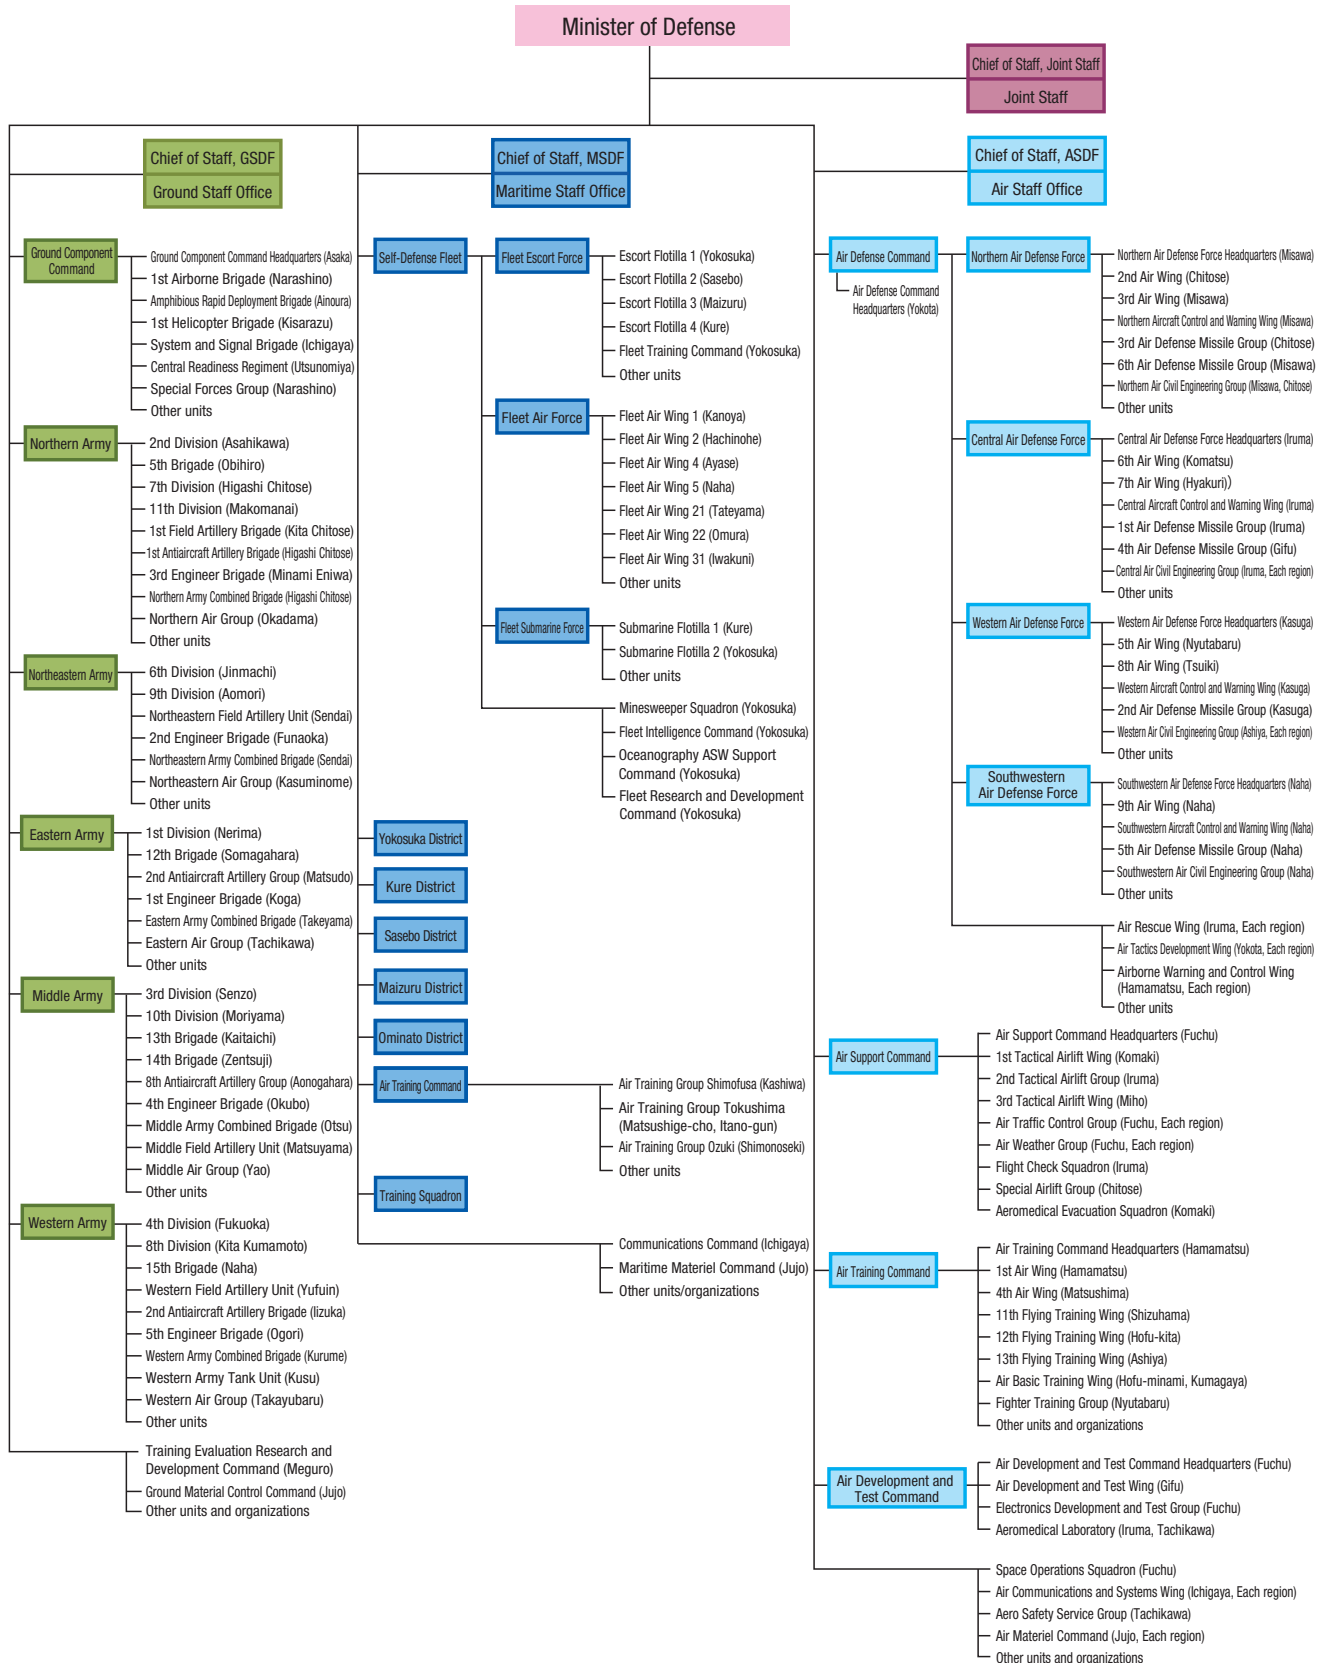 Minister of Defense
Chief of Staff, Joint Staff
Joint Staff
Chief of Staff, GSDF
Ground Staff Office
Chief of Staff, MSDF
Maritime Staff Office
Chief of Staff, ASDF
Air Staff Office
Ground Component
Command
Ground Component Command Headquarters (Asaka)
1st Airborne Brigade (Narashino)
Amphibious Rapid Deployment Brigade (Ainoura)
1st Helicopter Brigade (Kisarazu)
System and Signal Brigade (Ichigaya)
Central Readiness Regiment (Utsunomiya)
Special Forces Group (Narashino)
Other units
Northern Army
2nd Division (Asahikawa)
5th Brigade (Obihiro)
7th Division (Higashi Chitose)
11th Division (Makomanai)
1st Field Artillery Brigade (Kita Chitose)
1st Antiaircraft Artillery Brigade (Higashi Chitose)
3rd Engineer Brigade (Minami Eniwa)
Northern Army Combined Brigade (Higashi Chitose)
Northern Air Group (Okadama)
Other units
Northeastern Army
6th Division (Jinmachi)
9th Division (Aomori)
Northeastern Field Artillery Unit (Sendai)
2nd Engineer Brigade (Funaoka)
Northeastern Army Combined Brigade (Sendai)
Northeastern Air Group (Kasuminome)
Other units
Eastern Army
1st Division (Nerima)
12th Brigade (Somagahara)
2nd Antiaircraft Artillery Group (Matsudo)
1st Engineer Brigade (Koga)
Eastern Army Combined Brigade (Takeyama)
Eastern Air Group (Tachikawa)
Other units
Middle Army
3rd Division (Senzo)
10th Division (Moriyama)
13th Brigade (Kaitaichi)
14th Brigade (Zentsuji)
8th Antiaircraft Artillery Group (Aonogahara)
4th Engineer Brigade (Okubo)
Middle Army Combined Brigade (Otsu)
Middle Field Artillery Unit (Matsuyama)
Middle Air Group (Yao)
Other units
Western Army
4th Division (Fukuoka)
8th Division (Kita Kumamoto)
15th Brigade (Naha)
Western Field Artillery Unit (Yufuin)
2nd Antiaircraft Artillery Brigade (Iizuka)
5th Engineer Brigade (Ogori)
Western Army Combined Brigade (Kurume)
Western Army Tank Unit (Kusu)
Western Air Group (Takayubaru)
Other units
Training Evaluation Research and
Development Command (Meguro)
Ground Material Control Command (Jujo)
Other units and organizations
Self-Defense Fleet
Fleet Escort Force
Escort Flotilla 1 (Yokosuka)
Escort Flotilla 2 (Sasebo)
Escort Flotilla 3 (Maizuru)
Escort Flotilla 4 (Kure)
Fleet Training Command (Yokosuka)
Other units
Fleet Air Force
Fleet Air Wing 1 (Kanoya)
Fleet Air Wing 2 (Hachinohe)
Fleet Air Wing 4 (Ayase)
Fleet Air Wing 5 (Naha)
Fleet Air Wing 21 (Tateyama)
Fleet Air Wing 22 (Omura)
Fleet Air Wing 31 (Iwakuni)
Other units
Fleet Submarine Force
Submarine Flotilla 1 (Kure)
Submarine Flotilla 2 (Yokosuka)
Other units
Minesweeper Squadron (Yokosuka)
Fleet Intelligence Command (Yokosuka)
Oceanography ASW Support
Command (Yokosuka)
Fleet Research and Development
Command (Yokosuka)
Yokosuka District
Kure District
Sasebo District
Maizuru District
Ominato District
Air Training Command
Air Training Group Shimofusa (Kashiwa)
Air Training Group Tokushima
(Matsushige-cho, Itano-gun)
Air Training Group Ozuki (Shimonoseki)
Other units
Training Squadron
Communications Command (Ichigaya)
Maritime Materiel Command (Jujo)
Other units/organizations
Air Defense Command
Air Defense Command
Headquarters (Yokota)
Northern Air Defense Force
Northern Air Defense Force Headquarters (Misawa)
2nd Air Wing (Chitose)
3rd Air Wing (Misawa)
Northern Aircraft Control and Warning Wing (Misawa)
3rd Air Defense Missile Group (Chitose)
6th Air Defense Missile Group (Misawa)
Northern Air Civil Engineering Group (Misawa, Chitose)
Other units
Central Air Defense Force
Central Air Defense Force Headquarters (Iruma)
6th Air Wing (Komatsu)
7th Air Wing (Hyakuri))
Central Aircraft Control and Warning Wing (Iruma)
1st Air Defense Missile Group (Iruma)
4th Air Defense Missile Group (Gifu)
Central Air Civil Engineering Group (Iruma, Each region)
Other units
Western Air Defense Force
Western Air Defense Force Headquarters (Kasuga)
5th Air Wing (Nyutabaru)
8th Air Wing (Tsuiki)
Western Aircraft Control and Warning Wing (Kasuga)
2nd Air Defense Missile Group (Kasuga)
Western Air Civil Engineering Group (Ashiya, Each region)
Other units
Southwestern
Air Defense Force
Southwestern Air Defense Force Headquarters (Naha)
9th Air Wing (Naha)
Southwestern Aircraft Control and Warning Wing (Naha)
5th Air Defense Missile Group (Naha)
Southwestern Air Civil Engineering Group (Naha)
Other units
Air Rescue Wing (Iruma, Each region)
Air Tactics Development Wing (Yokota, Each region)
Airborne Warning and Control Wing
(Hamamatsu, Each region)
Other units
Air Support Command
Air Support Command Headquarters (Fuchu)
1st Tactical Airlift Wing (Komaki)
2nd Tactical Airlift Group (Iruma)
3rd Tactical Airlift Wing (Miho)
Air Traffic Control Group (Fuchu, Each region)
Air Weather Group (Fuchu, Each region)
Flight Check Squadron (Iruma)
Special Airlift Group (Chitose)
Aeromedical Evacuation Squadron (Komaki)
Air Training Command
Air Training Command Headquarters (Hamamatsu)
1st Air Wing (Hamamatsu)
4th Air Wing (Matsushima)
11th Flying Training Wing (Shizuhama)
12th Flying Training Wing (Hofu-kita)
13th Flying Training Wing (Ashiya)
Air Basic Training Wing (Hofu-minami, Kumagaya)
Fighter Training Group (Nyutabaru)
Other units and organizations
Air Development and
Test Command
Air Development and Test Command Headquarters (Fuchu)
Air Development and Test Wing (Gifu)
Electronics Development and Test Group (Fuchu)
Aeromedical Laboratory (Iruma, Tachikawa)
Space Operations Squadron (Fuchu)
Air Communications and Systems Wing (Ichigaya, Each region)
Aero Safety Service Group (Tachikawa)
Air Materiel Command (Jujo, Each region)
Other units and organizations